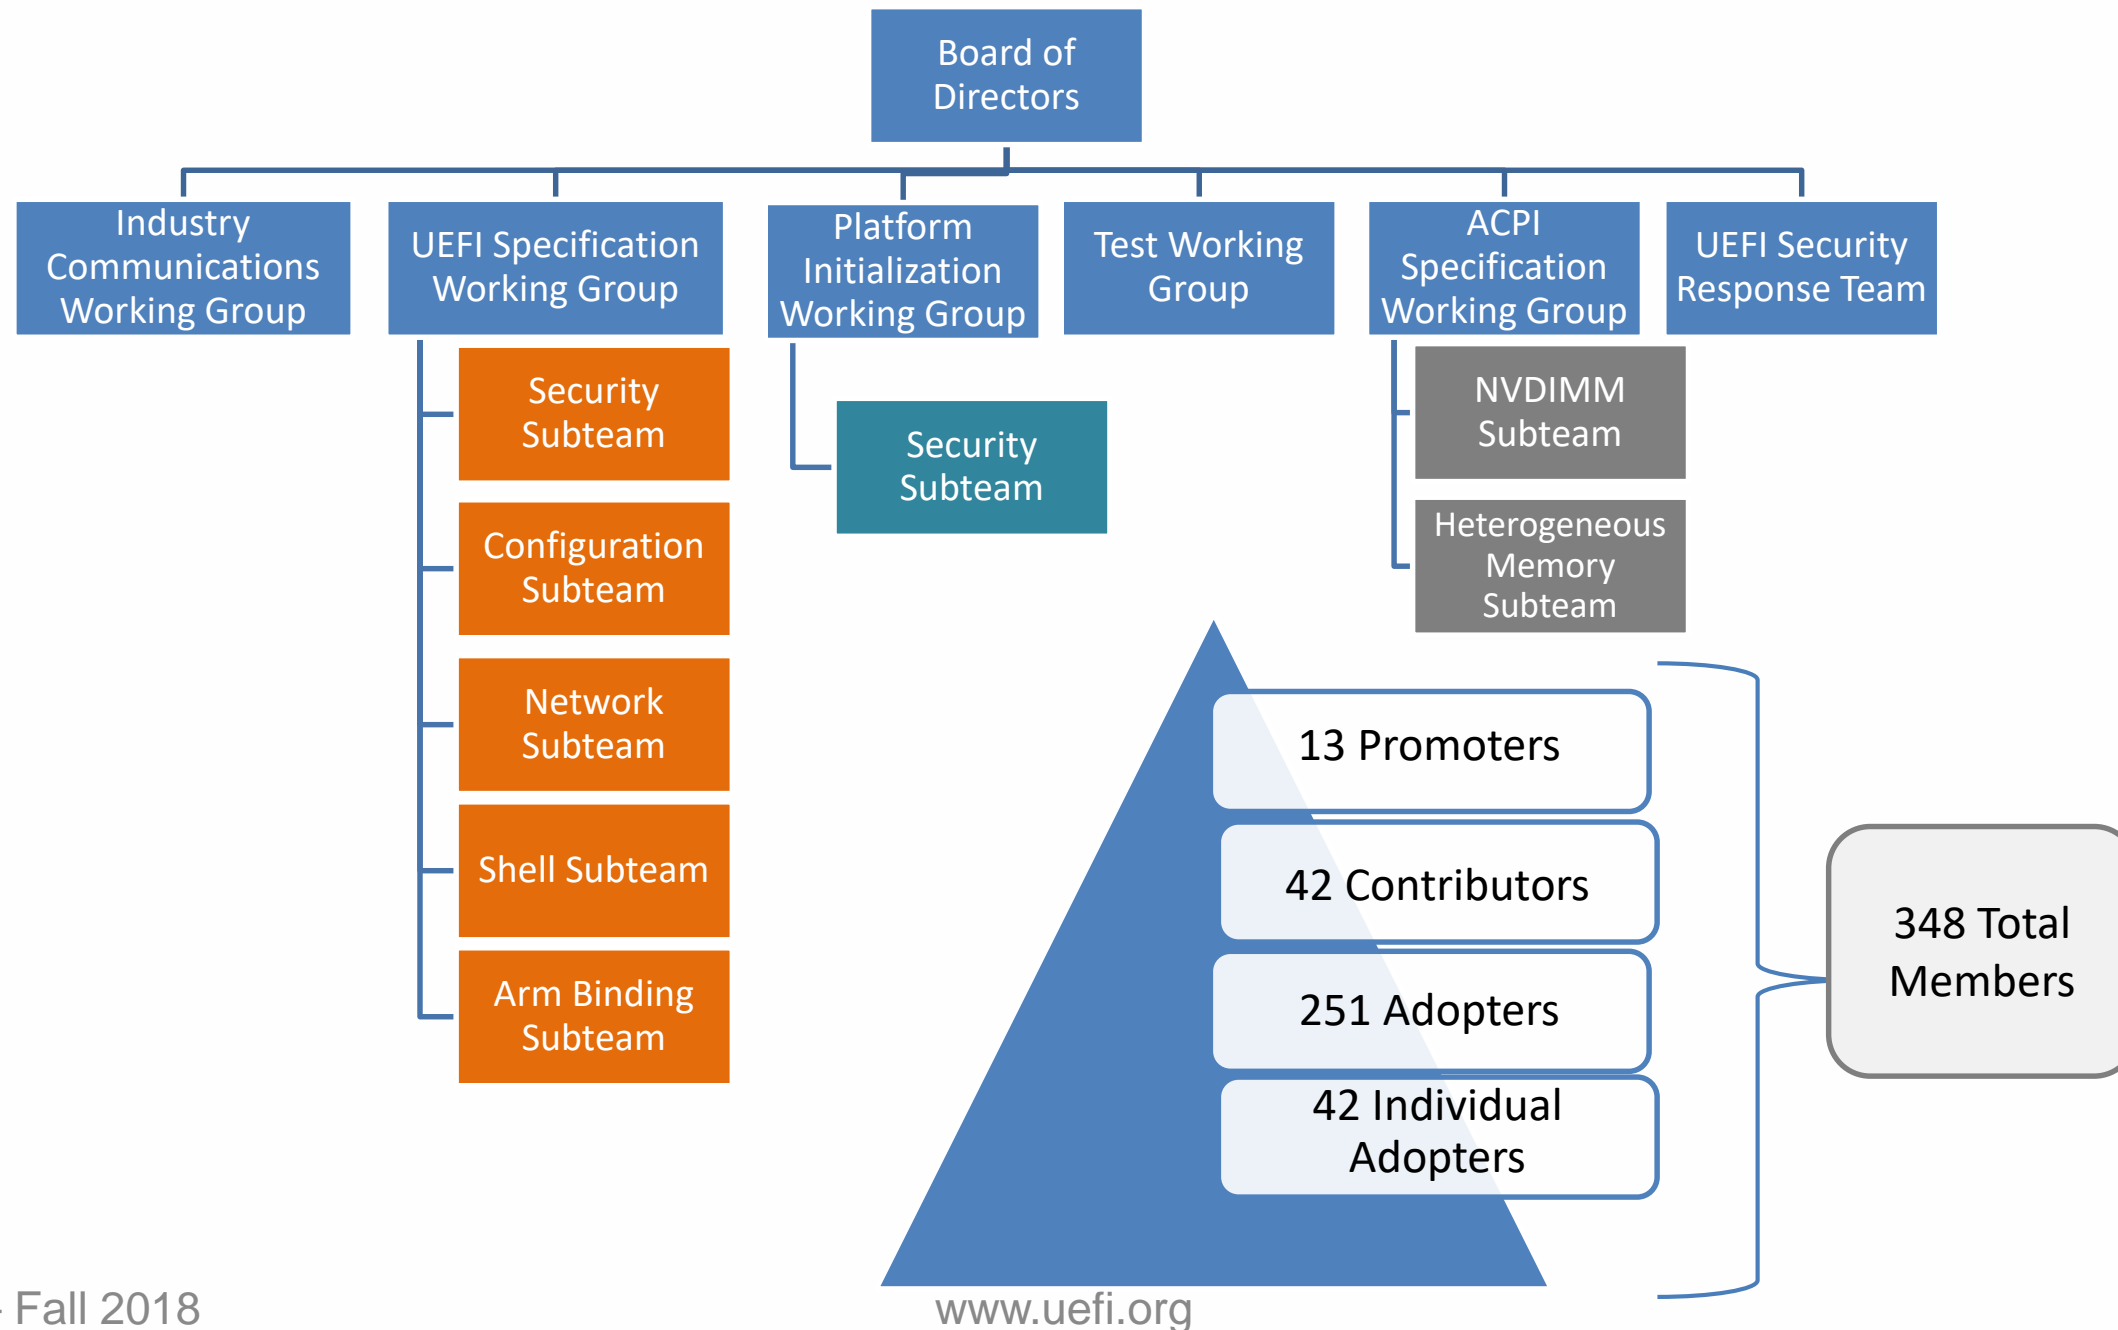 Board of
Directors
Industry
Communications
Working Group
UEFI Specification
Working Group
Platform
Initialization
Working Group
Test Working
Group
ACPI
Specification
Working Group
UEFI Security
Response Team
Security
Subteam
Configuration
Subteam
Network
Subteam
Shell Subteam
Arm Binding
Subteam
Security
Subteam
NVDIMM
Subteam
Heterogeneous
Memory
Subteam
13 Promoters
42 Contributors
251 Adopters
42 Individual
Adopters
348 Total
Members
- Fall 2018
www.uefi.org